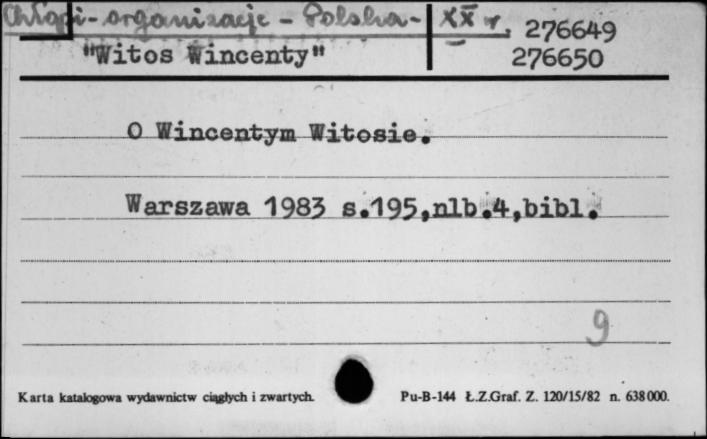 Chłopi - organizacje - Polska - XX w. 276649
"Witos Wincenty" 276650
O Wincentym Witosie.
Warszawa 1983 s.195,nlb.4,bibl.
9
Karta katalogowa wydawnictw ciągłych i zwartych. Pu-B-144 Ł.Z.Graf. Z. 120/15/82 n. 638000.